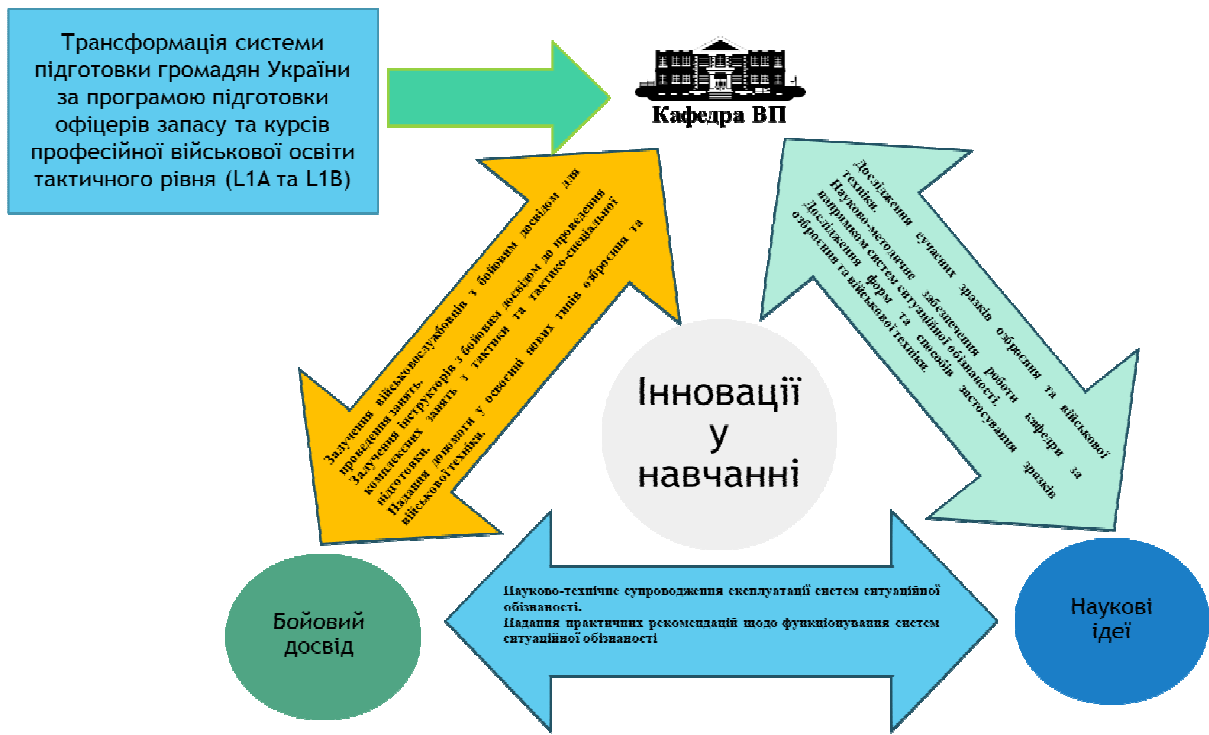 Трансформація системи
підготовки громадян України
за програмою підготовки
офіцерів запасу та курсів
професійної військової освіти
тактичного рівня (L1A та L1B)
Кафедра ВП
Залучення військовослужбовців з бойовим досвідом для
проведення занять.
Залучення інструкторів з бойовим досвідом до проведення
комплексних занять з тактики та тактико-спеціальної
підготовки.
Надання допомоги у освоєнні нових типів озброєння та
військової техніка.
Дослідження сучасних зразків озброєння та військової
техніки.
Науково-методичне забезпечення роботи кафедри за
напрямком систем ситуаційної обізнаності.
Дослідження форм та способів застосування зразків
озброєння та військової техніки.
Інновації
у
навчанні
Науково-технічне супроводження експлуатації систем ситуаційної
обізнаності.
Надання практичних рекомендацій щодо функціонування систем
ситуаційної обізнаності
Бойовий
досвід
Наукові
ідеї